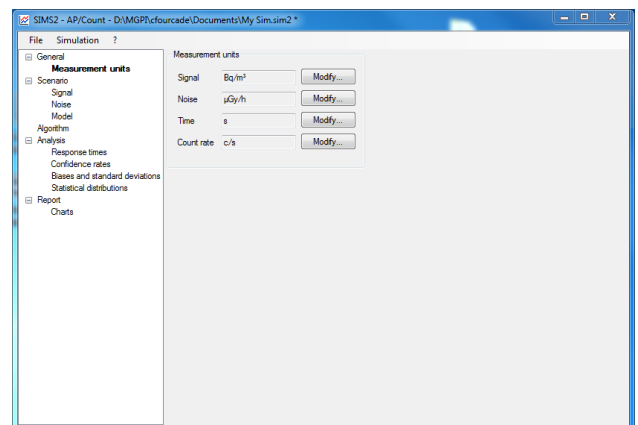 SIMS2 - AP/Count - D:\MGPI\cfourcade\Documents\My Sim.sim2 *
File Simulation ?
General
Measurement units
Scenario
Signal
Noise
Model
Algorithm
Analysis
Response times
Confidence rates
Biases and standard deviations
Statistical distributions
Report
Charts
Measurement units
Signal Bq/m³ Modify...
Noise µGy/h Modify...
Time s Modify...
Count rate c/s Modify...